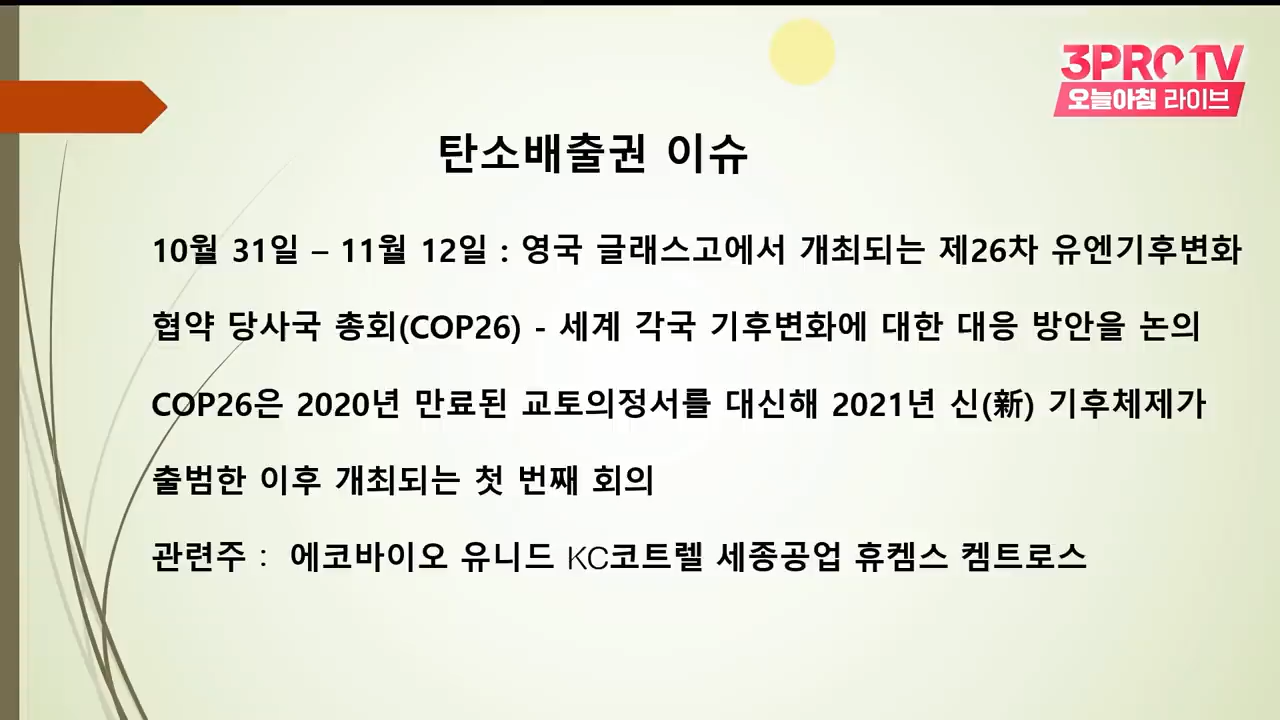 3PROTV
오늘아침 라이브
탄소배출권 이슈
10월 31일 – 11월 12일 : 영국 글래스고에서 개최되는 제26차 유엔기후변화
협약 당사국 총회(COP26) - 세계 각국 기후변화에 대한 대응 방안을 논의
COP26은 2020년 만료된 교토의정서를 대신해 2021년 신(新) 기후체제가
출범한 이후 개최되는 첫 번째 회의
관련주 : 에코바이오 유니드 KC코트렐 세종공업 휴켐스 켐트로스